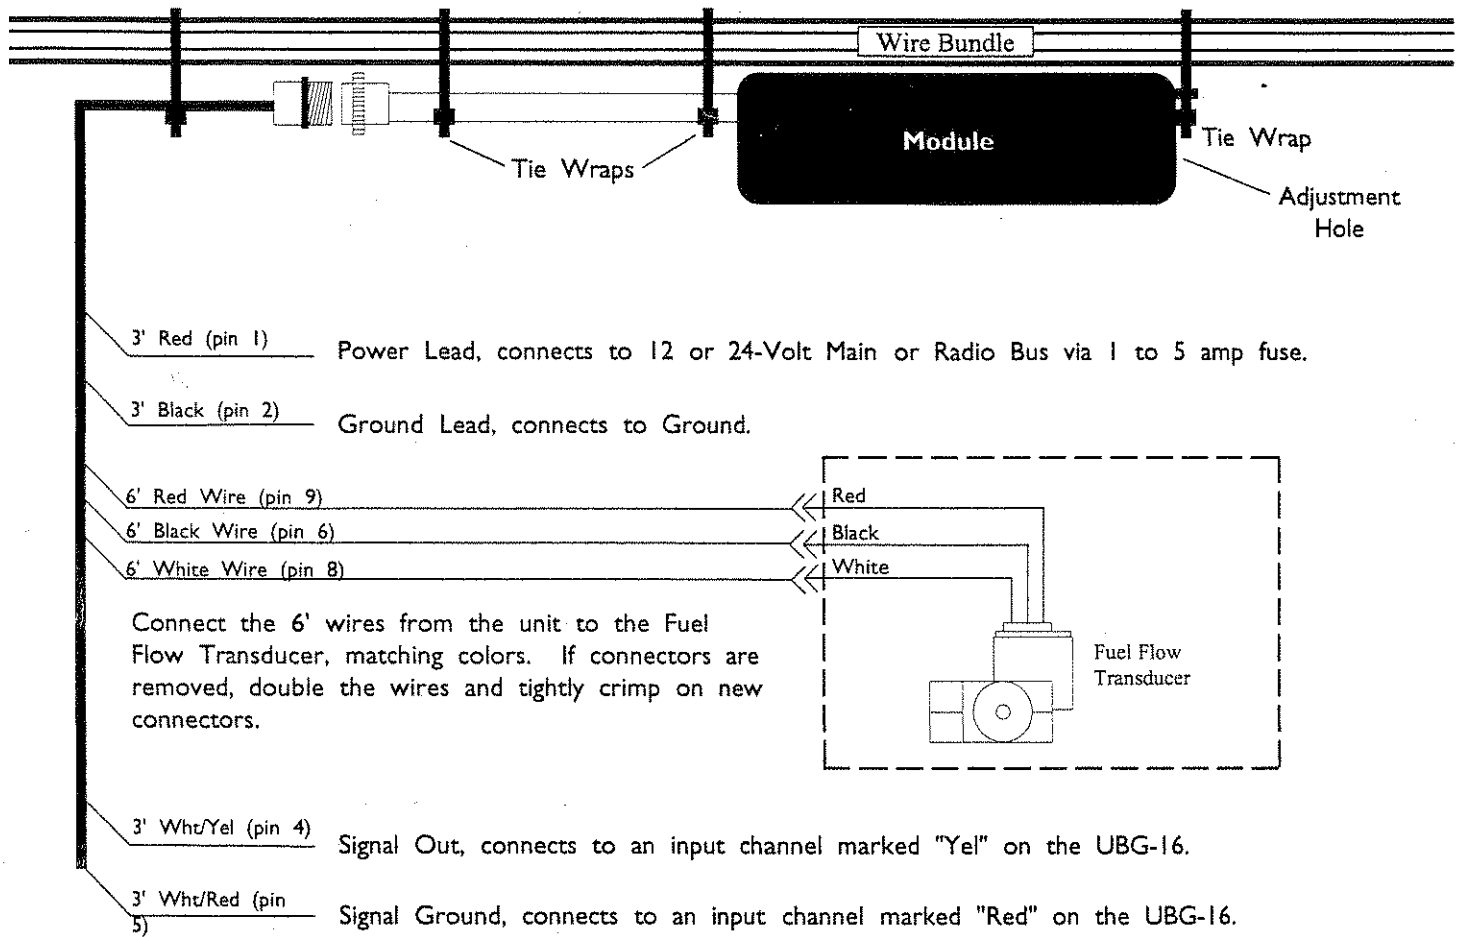 Wire Bundle
Module
Tie Wrap
Tie Wraps
Adjustment
Hole
3' Red (pin 1)
Power Lead, connects to 12 or 24-Volt Main or Radio Bus via 1 to 5 amp fuse.
3' Black (pin 2)
Ground Lead, connects to Ground.
6' Red Wire (pin 9)
Red
6' Black Wire (pin 6)
Black
6' White Wire (pin 8)
White
Connect the 6' wires from the unit to the Fuel
Flow Transducer, matching colors. If connectors are
removed, double the wires and tightly crimp on new
connectors.
Fuel Flow
Transducer
3' Wht/Yel (pin 4)
Signal Out, connects to an input channel marked "Yel" on the UBG-16.
3' Wht/Red (pin
5)
Signal Ground, connects to an input channel marked "Red" on the UBG-16.